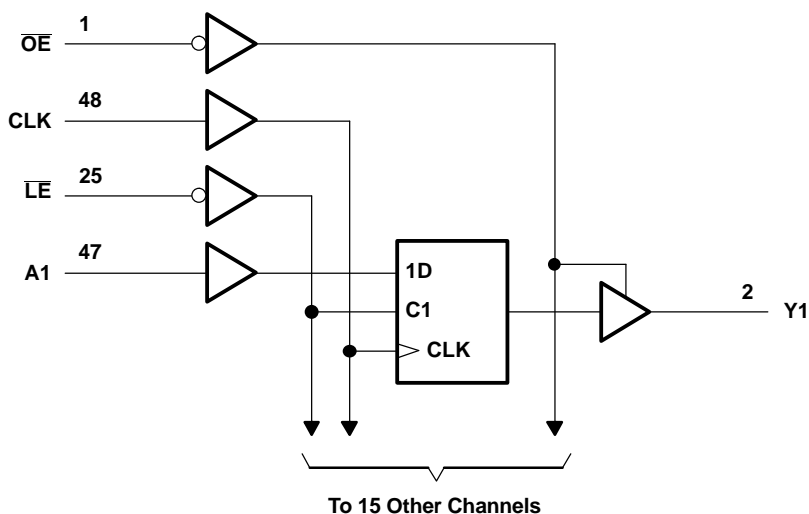 1
OE
48
CLK
25
LE
47
A1
1D
C1
CLK
2
Y1
To 15 Other Channels